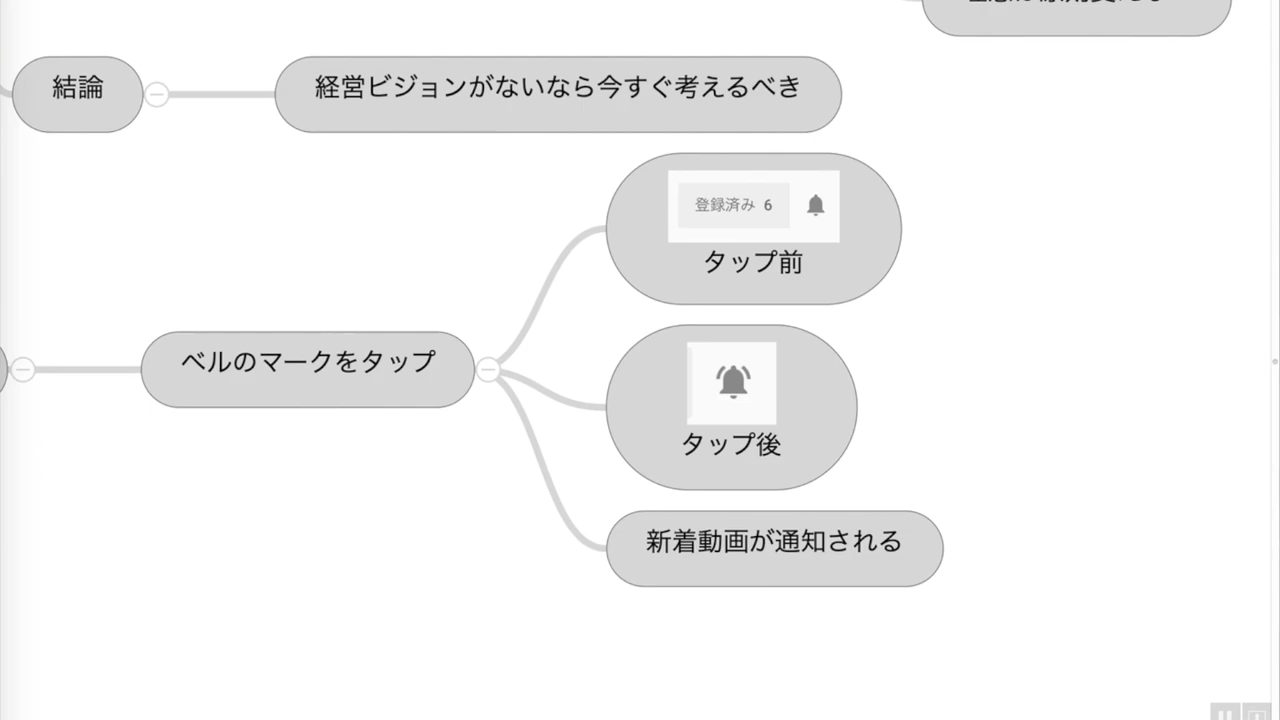 結論
経営ビジョンがないなら今すぐ考えるべき
登録済み 6
タップ前
ベルのマークをタップ
タップ後
新着動画が通知される